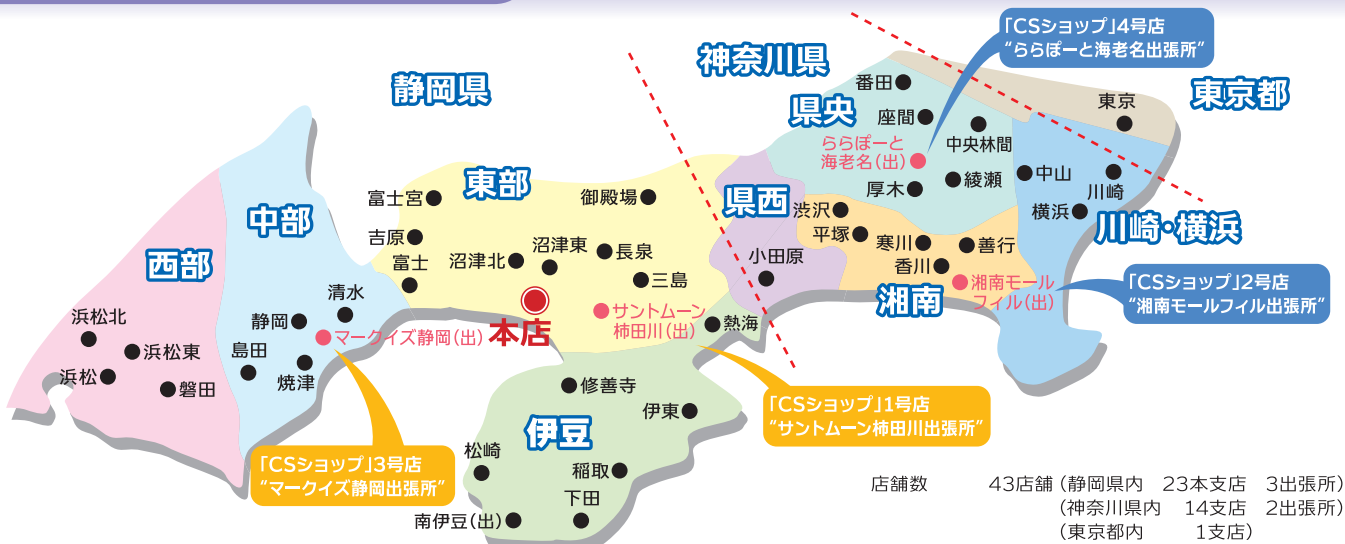 静岡県
神奈川県
東京都
「CSショップ」4号店
“ららぽーと海老名出張所”
県央
番田
座間
ららぽーと
海老名(出)
中央林間
厚木
綾瀬
東京
中山
川崎
横浜
川崎・横浜
県西
小田原
渋沢
平塚
寒川
香川
善行
湘南モール
フィル(出)
湘南
「CSショップ」2号店
“湘南モールフィル出張所”
東部
富士宮
御殿場
吉原
富士
沼津北
沼津東
長泉
三島
本店
サントムーン
柿田川(出)
熱海
「CSショップ」1号店
“サントムーン柿田川出張所”
中部
清水
静岡
マークイズ静岡(出)
島田
焼津
「CSショップ」3号店
“マークイズ静岡出張所”
西部
浜松北
浜松東
浜松
磐田
伊豆
修善寺
伊東
松崎
稲取
下田
南伊豆(出)
店舗数 43店舗(静岡県内 23本支店 3出張所)
(神奈川県内 14支店 2出張所)
(東京都内 1支店)